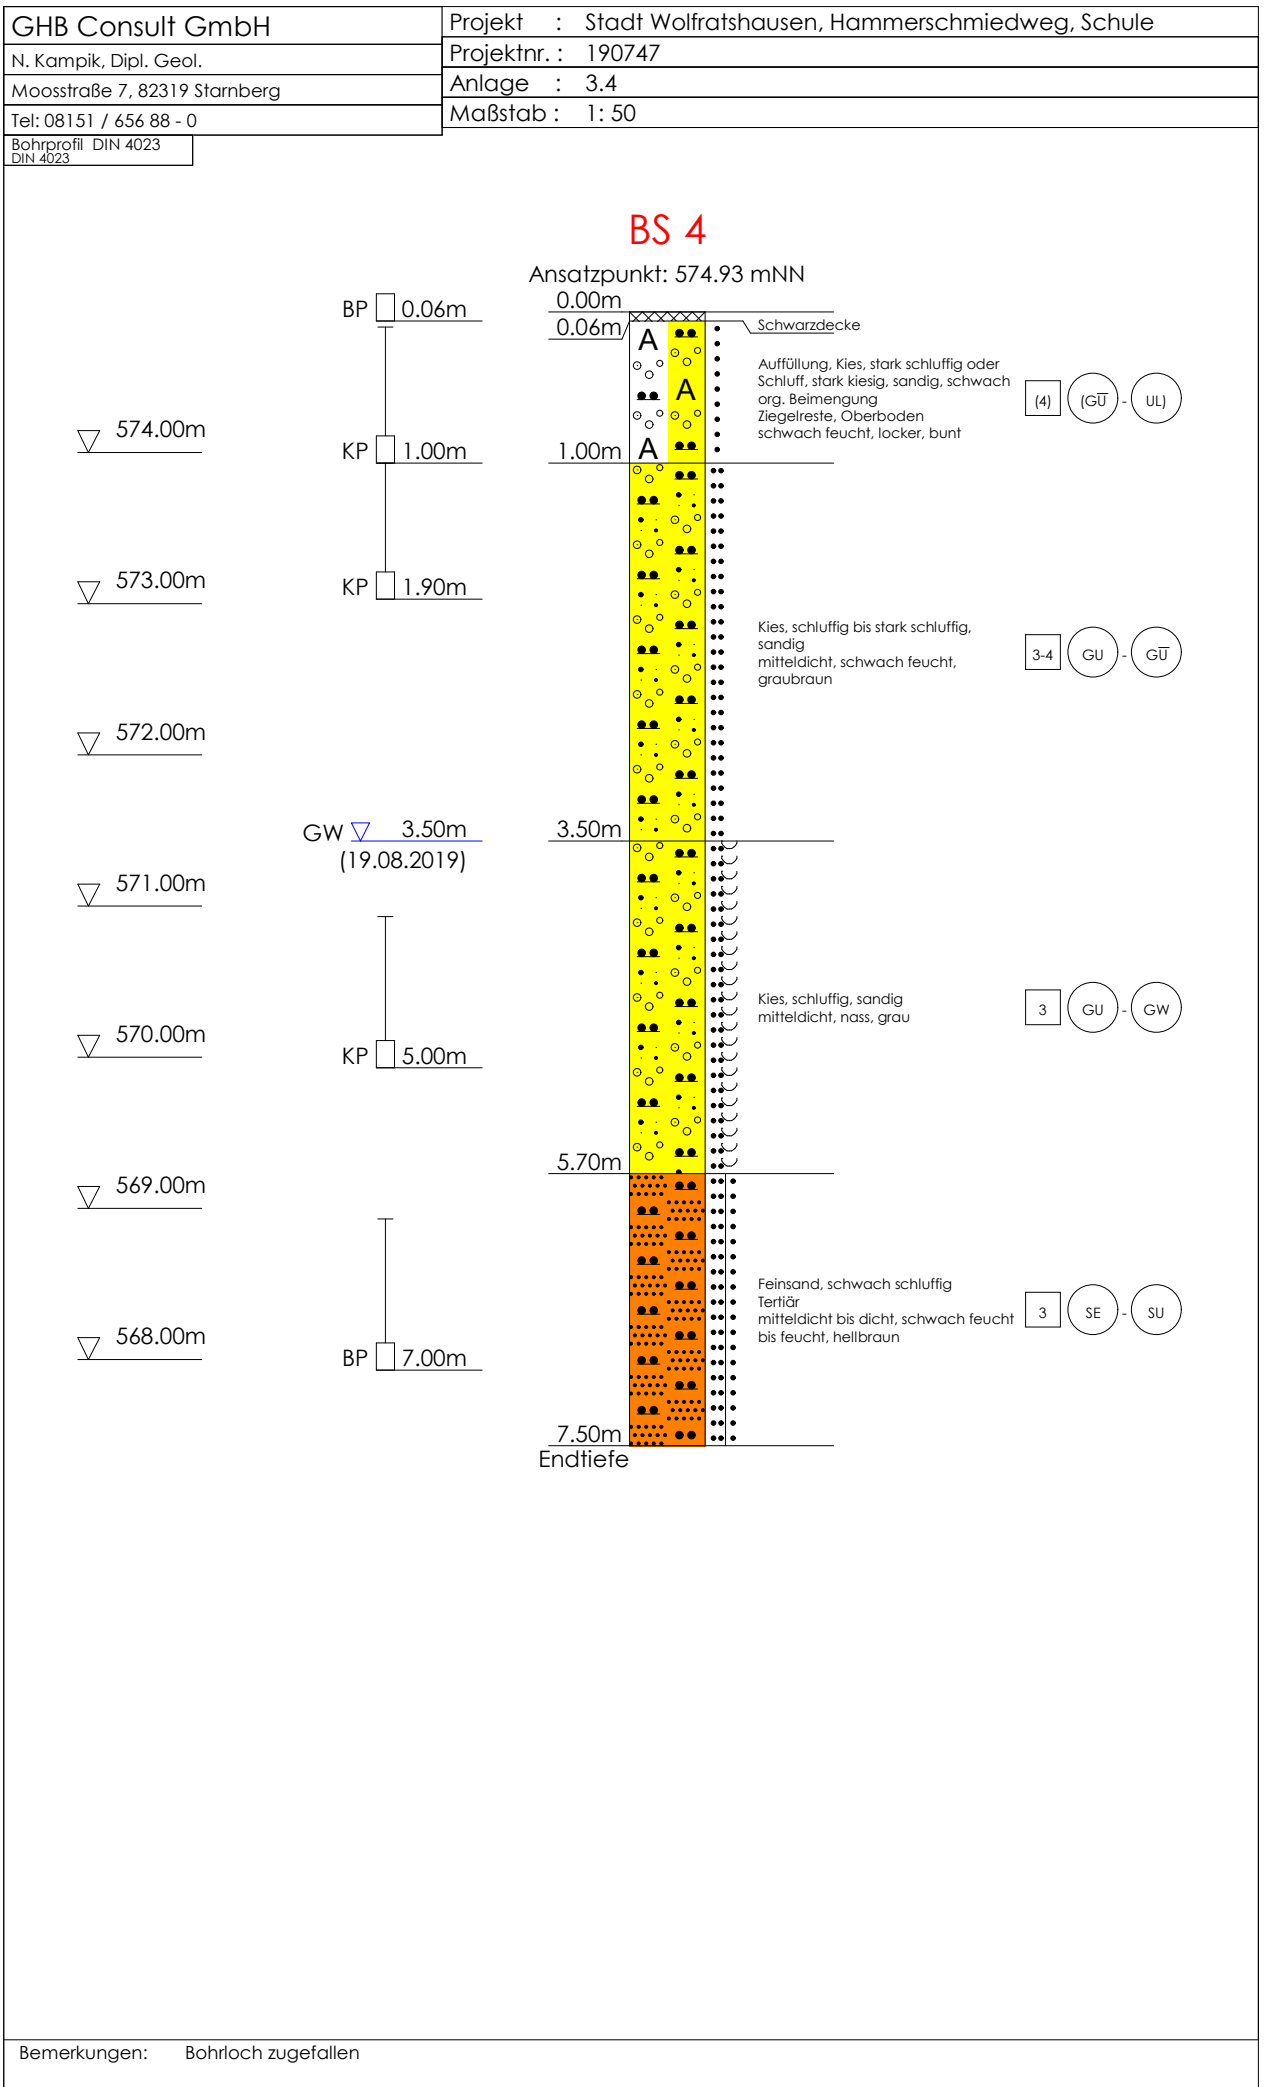 GHB Consult GmbH
N. Kampik, Dipl. Geol.
Moosstraße 7, 82319 Starnberg
Tel: 08151 / 656 88 - 0
Projekt : Stadt Wolfratshausen, Hammerschmiedweg, Schule
Projektnr. : 190747
Anlage : 3.4
Maßstab : 1: 50
Bohrprofil DIN 4023
DIN 4023
BS 4
Ansatzpunkt: 574.93 mNN
574.00m
573.00m
572.00m
571.00m
570.00m
569.00m
568.00m
BP 0.06m
KP 1.00m
KP 1.90m
GW 3.50m
(19.08.2019)
KP 5.00m
BP 7.00m
0.00m
0.06m
1.00m
3.50m
5.70m
7.50m
Endtiefe
A
A
A
Schwarzdecke
Auffüllung, Kies, stark schluffig oder
Schluff, stark kiesig, sandig, schwach
org. Beimengung
Ziegelreste, Oberboden
schwach feucht, locker, bunt
(4) (GU̅ - UL)
Kies, schluffig bis stark schluffig,
sandig
mitteldicht, schwach feucht,
graubraun
3-4 GU - GU̅
Kies, schluffig, sandig
mitteldicht, nass, grau
3 GU - GW
Feinsand, schwach schluffig
Tertiär
mitteldicht bis dicht, schwach feucht
bis feucht, hellbraun
3 SE - SU
Bemerkungen: Bohrloch zugefallen